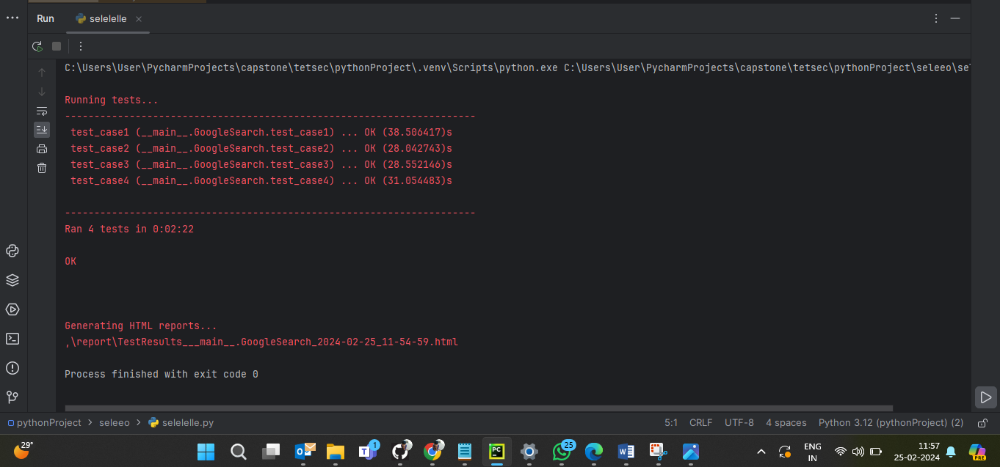 Run
selelelle
C:\Users\User\PycharmProjects\capstone\tetsec\pythonProject\.venv\Scripts\python.exe C:\Users\User\PycharmProjects\capstone\tetsec\pythonProject\seleeo\sel
Running tests...
----------------------------------------------------------------------
test_case1 (__main__.GoogleSearch.test_case1) ... OK (38.506417)s
test_case2 (__main__.GoogleSearch.test_case2) ... OK (28.042743)s
test_case3 (__main__.GoogleSearch.test_case3) ... OK (28.552146)s
test_case4 (__main__.GoogleSearch.test_case4) ... OK (31.054483)s
----------------------------------------------------------------------
Ran 4 tests in 0:02:22
OK
Generating HTML reports...
,\report\TestResults___main__.GoogleSearch_2024-02-25_11-54-59.html
Process finished with exit code 0
pythonProject > seleeo > selelelle.py
5:1 CRLF UTF-8 4 spaces Python 3.12 (pythonProject) (2)
29°
1
25
PC
ENG
IN
11:57
25-02-2024
PRE